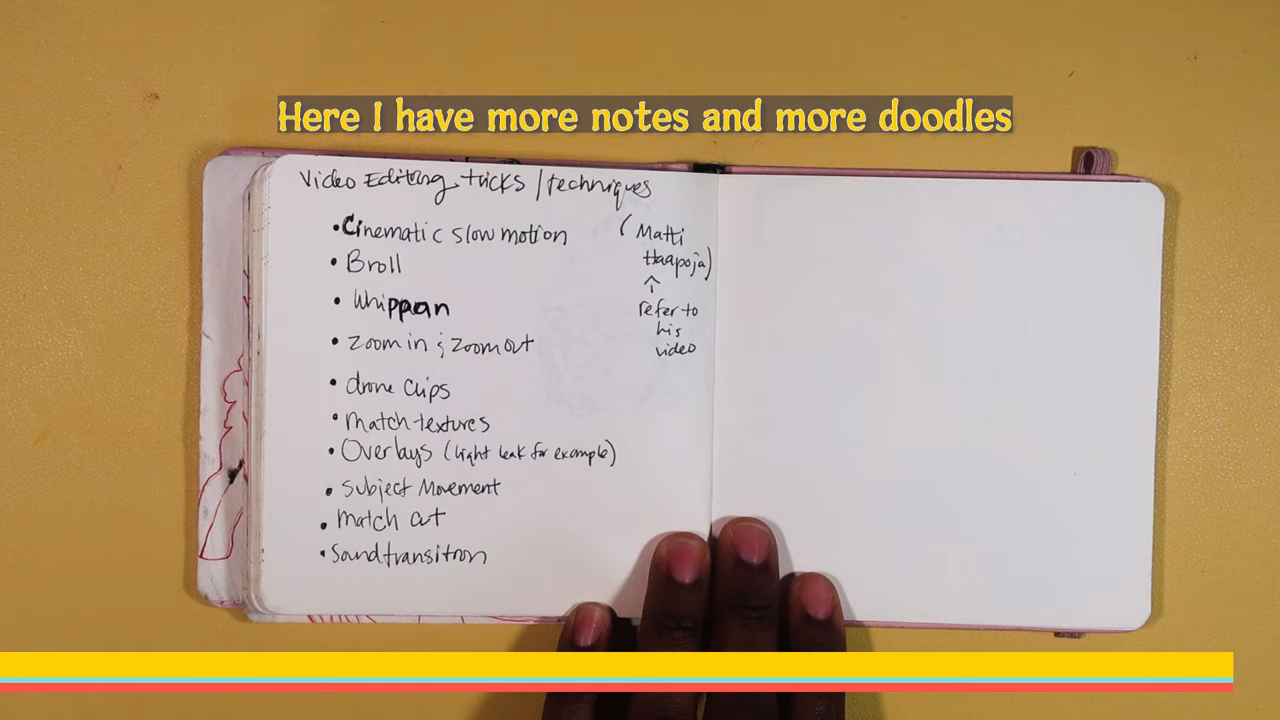 Here I have more notes and more doodles
Video Editing tricks / techniques
• Cinematic slow motion
• Broll
• Whippan
• Zoom in ; Zoom out
• drone clips
• Match textures
• Overlays (light leak for example)
• Subject Movement
• Match cut
• Sound transition
(Matti
Haapoja)
↑
refer to
his
video